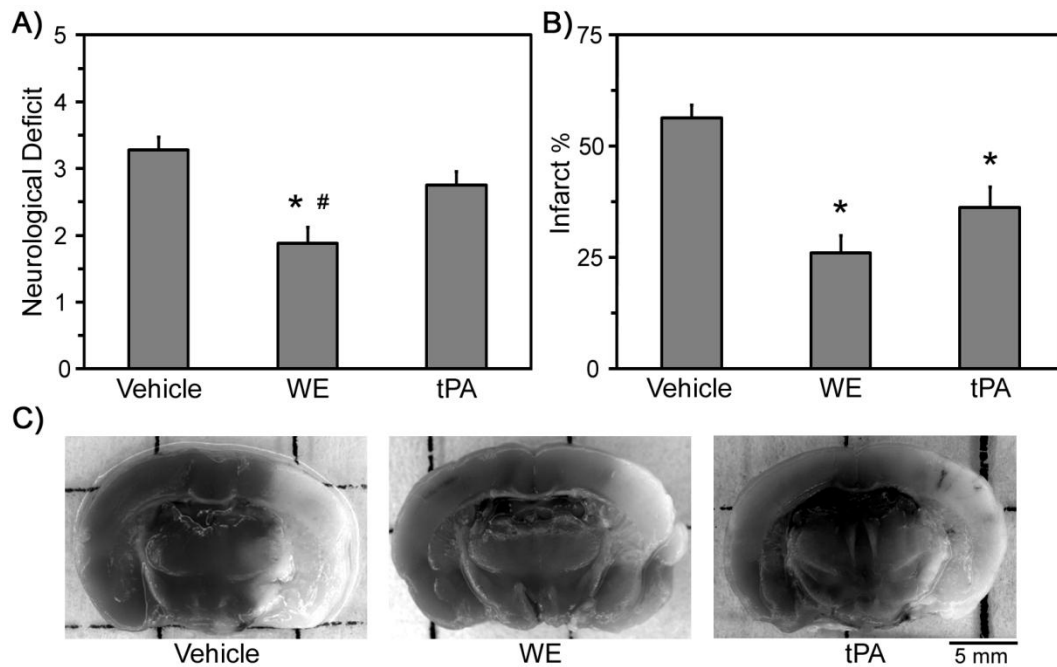 A)
Neurological Deficit
5
4
3
2
1
0
* #
Vehicle WE tPA
B)
Infarct %
75
50
25
0
*
*
Vehicle WE tPA
C)
Vehicle WE tPA
5 mm